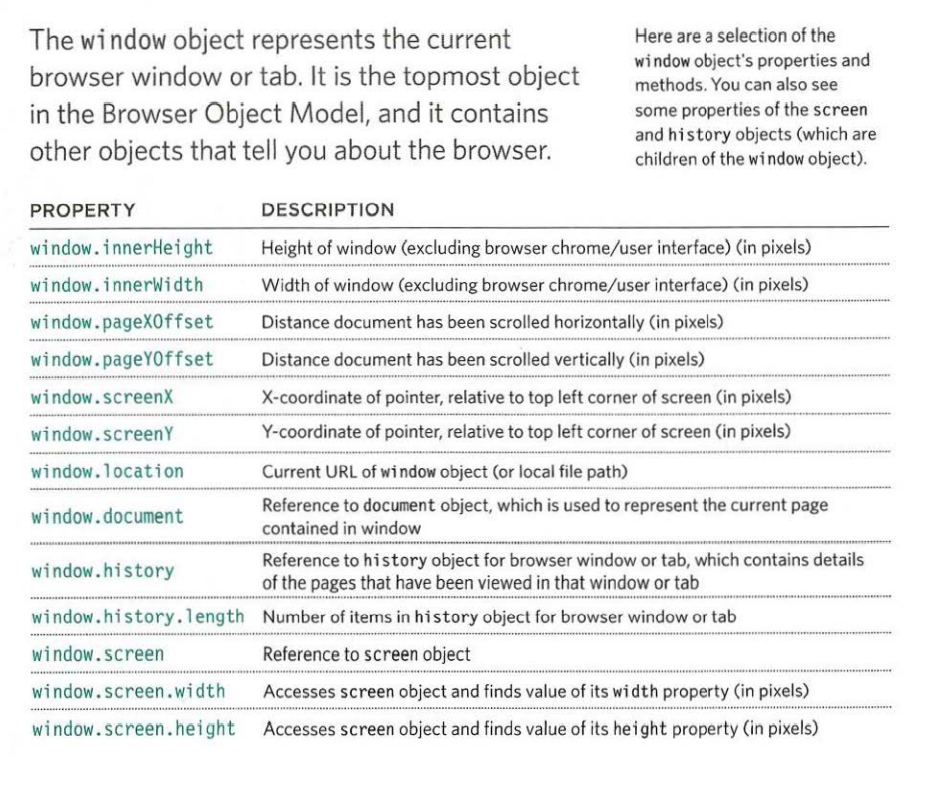 The window object represents the current
browser window or tab. It is the topmost object
in the Browser Object Model, and it contains
other objects that tell you about the browser.
Here are a selection of the
window object's properties and
methods. You can also see
some properties of the screen
and history objects (which are
children of the window object).
PROPERTY DESCRIPTION
window.innerHeight Height of window (excluding browser chrome/user interface) (in pixels)
window.innerWidth Width of window (excluding browser chrome/user interface) (in pixels)
window.pageXOffset Distance document has been scrolled horizontally (in pixels)
window.pageYOffset Distance document has been scrolled vertically (in pixels)
window.screenX X-coordinate of pointer, relative to top left corner of screen (in pixels)
window.screenY Y-coordinate of pointer, relative to top left corner of screen (in pixels)
window.location Current URL of window object (or local file path)
window.document Reference to document object, which is used to represent the current page
contained in window
window.history Reference to history object for browser window or tab, which contains details
of the pages that have been viewed in that window or tab
window.history.length Number of items in history object for browser window or tab
window.screen Reference to screen object
window.screen.width Accesses screen object and finds value of its width property (in pixels)
window.screen.height Accesses screen object and finds value of its height property (in pixels)